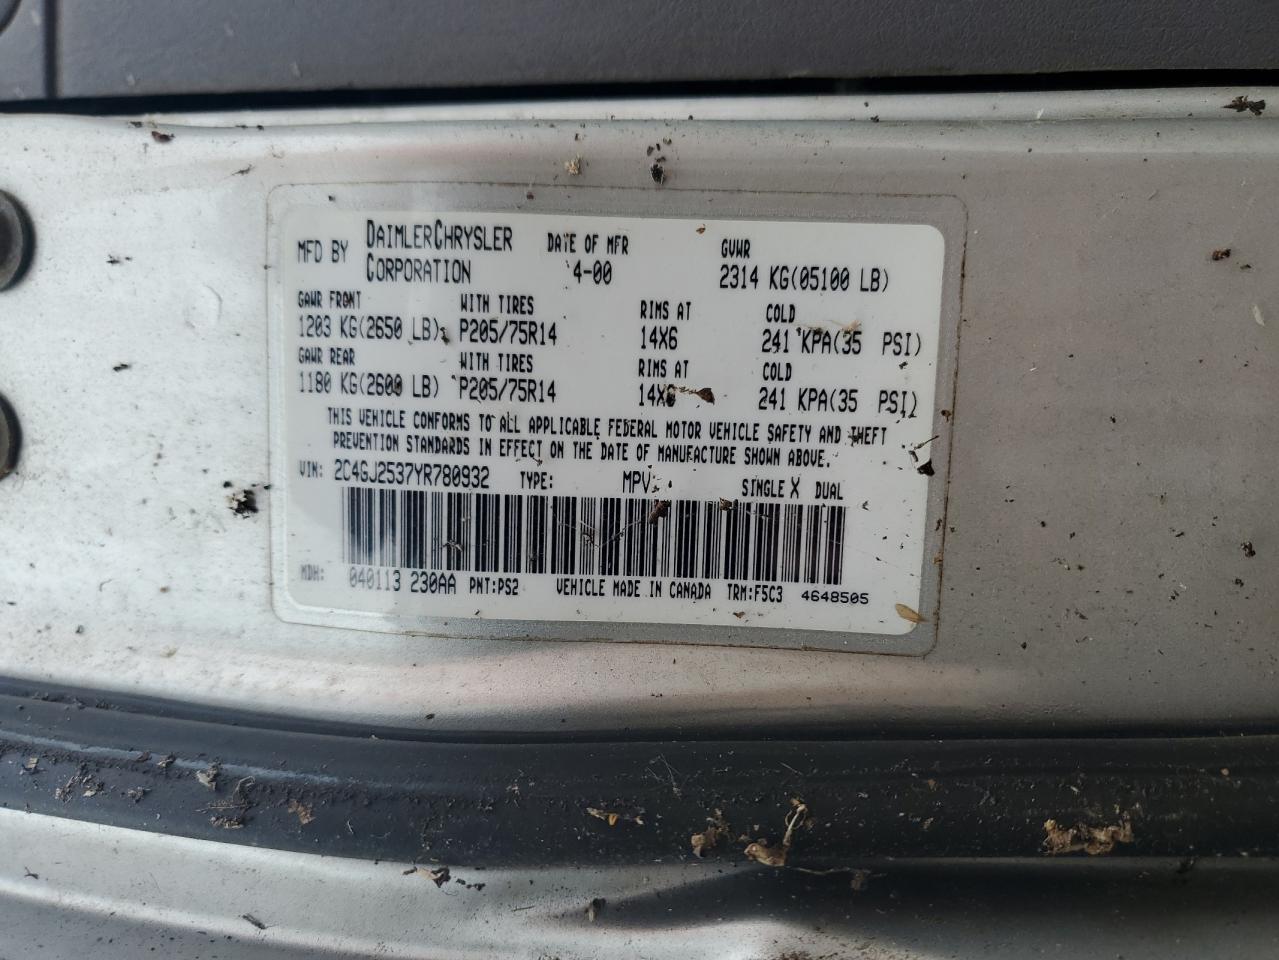 MFD BY DAIMLERCHRYSLER CORPORATION DATE OF MFR 4-00 GVWR 2314 KG(05100 LB)
GAWR FRONT WITH TIRES RIMS AT COLD
1203 KG(2650 LB) P205/75R14 14X6 241 KPA(35 PSI)
GAWR REAR WITH TIRES RIMS AT COLD
1180 KG(2600 LB) P205/75R14 241 KPA(35 PSI)
THIS VEHICLE CONFORMS TO ALL APPLICABLE FEDERAL MOTOR VEHICLE SAFETY AND THEFT
PREVENTION STANDARDS IN EFFECT ON THE DATE OF MANUFACTURE SHOWN ABOVE.
VIN: 2C4GJ2537YR780932 TYPE: MPV SINGLE X DUAL
MDH: 040113 230AA PNT:PS2 VEHICLE MADE IN CANADA TRM:F5C3 4648505